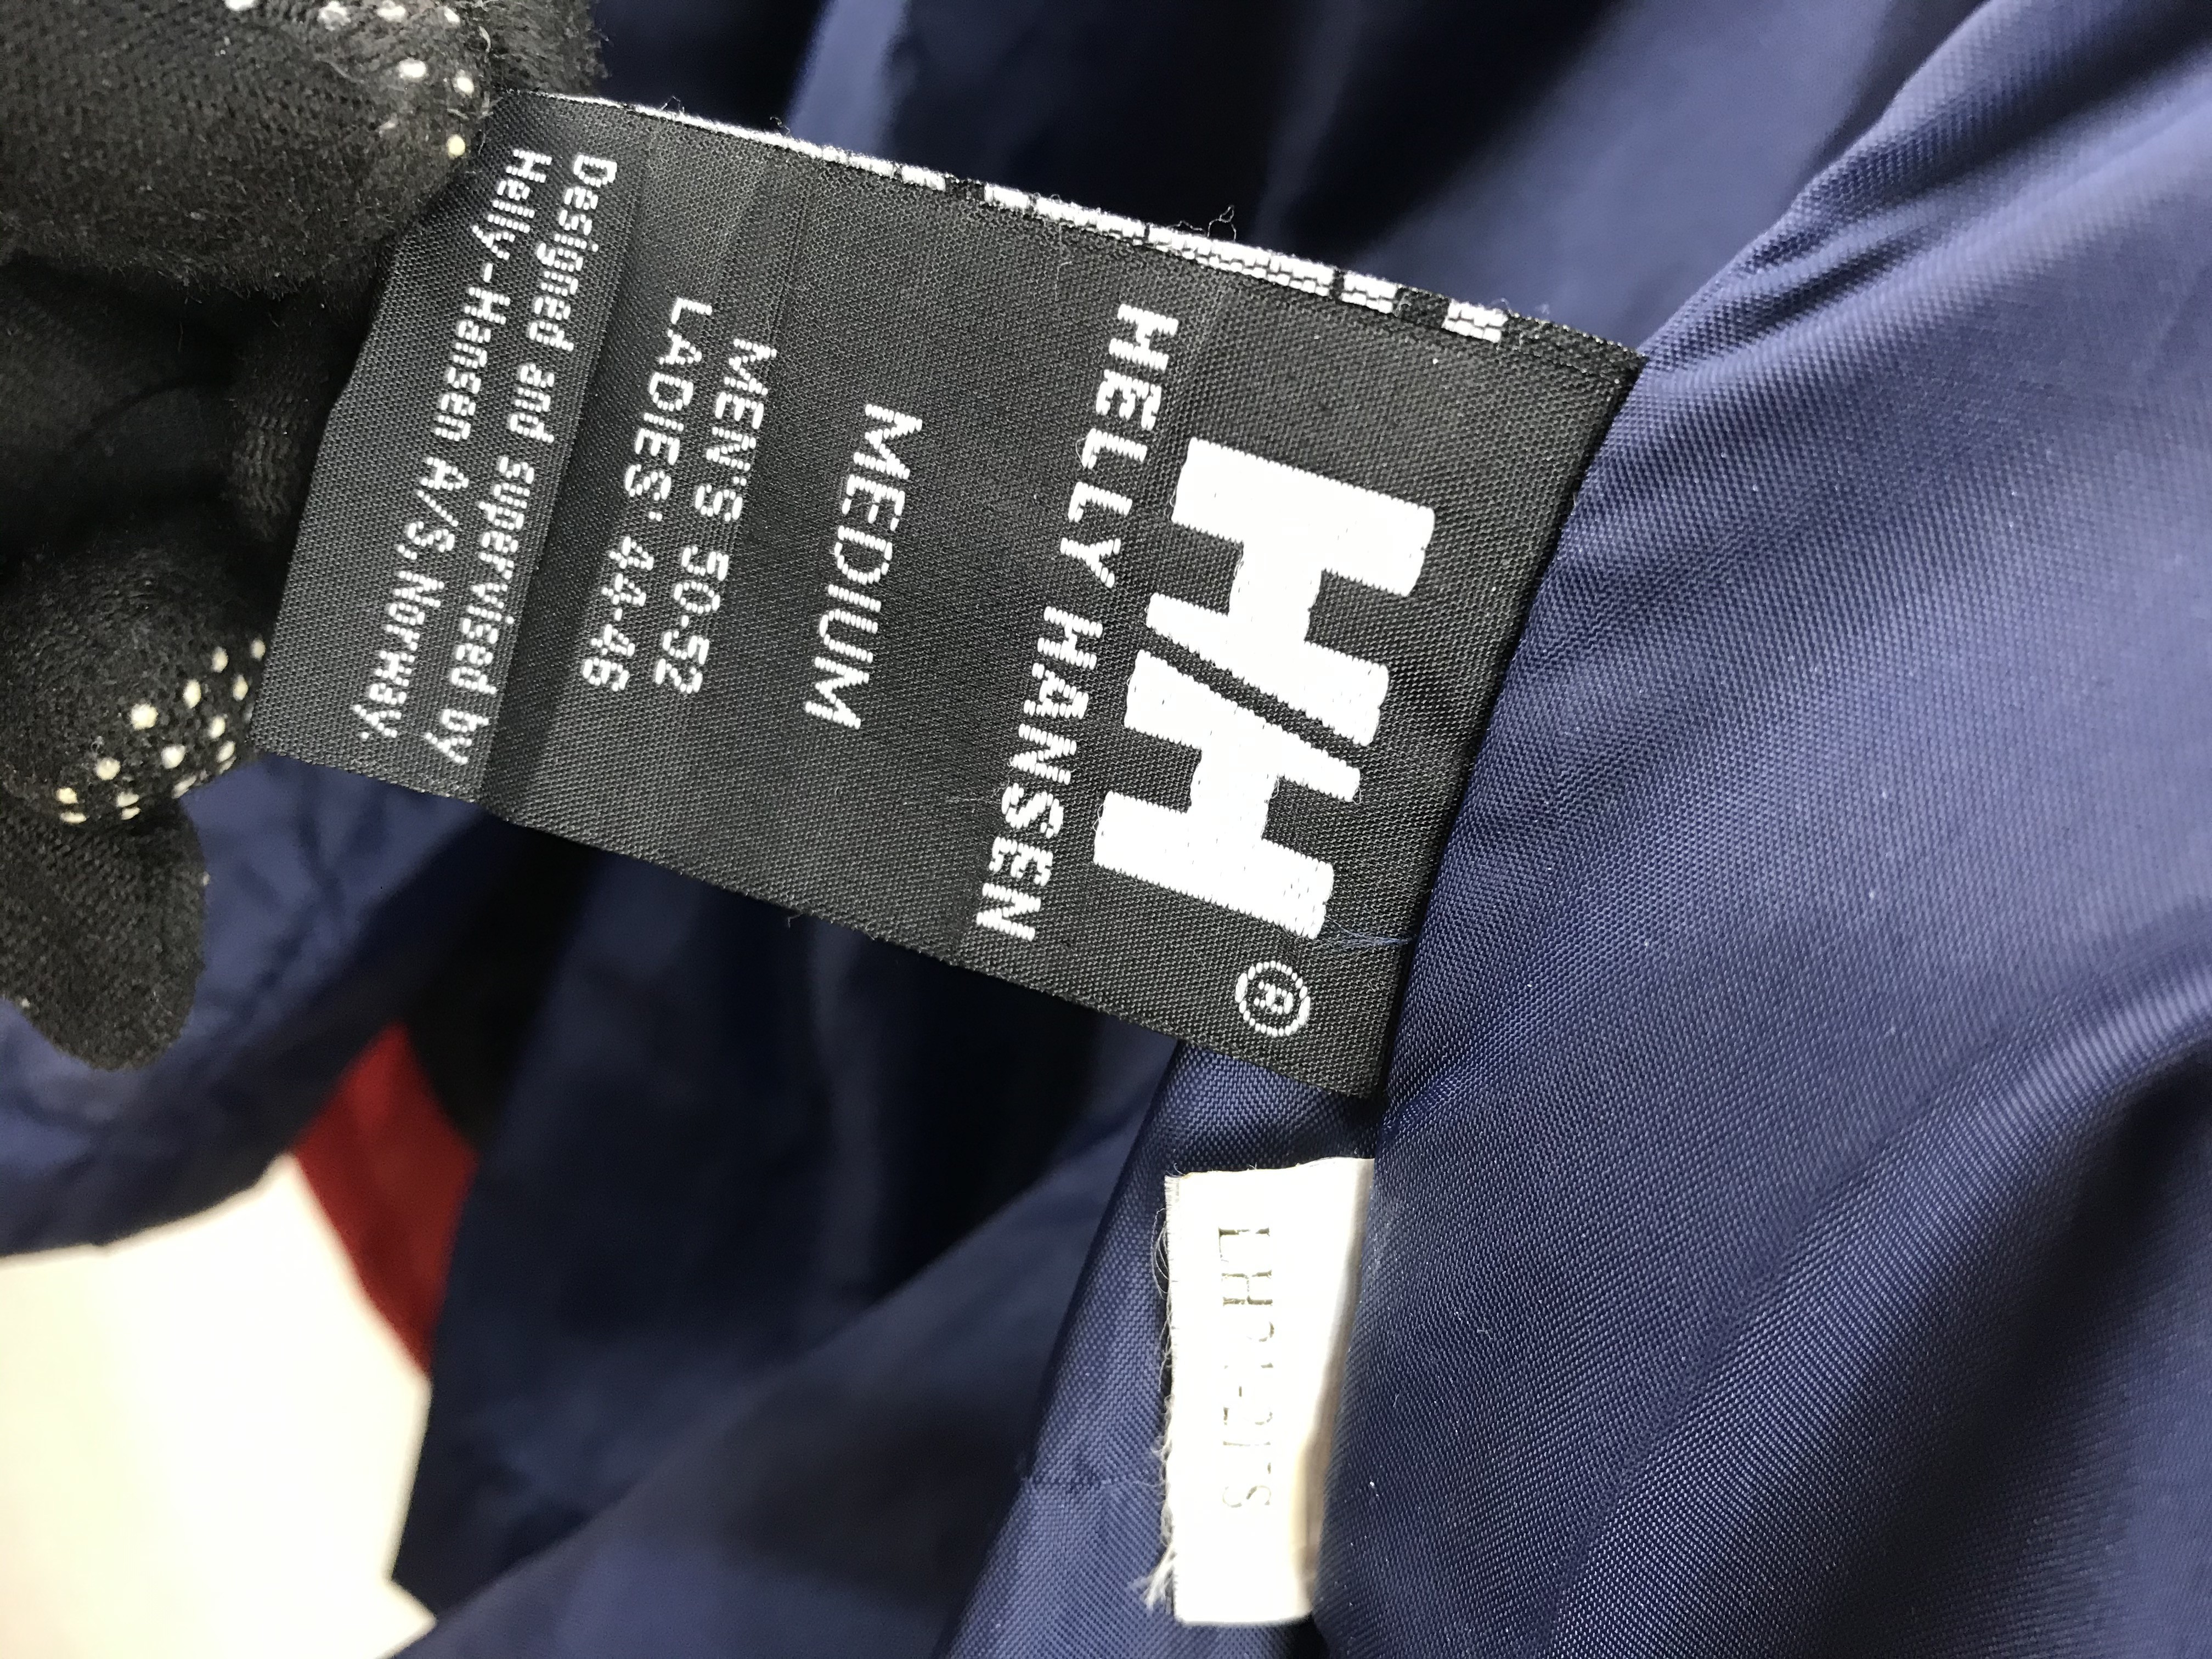 HH®
HELLY HANSEN
MEDIUM
MEN'S 50-52
LADIES' 44-46
Designed and supervised by
Helly-Hansen A/S, Norway.